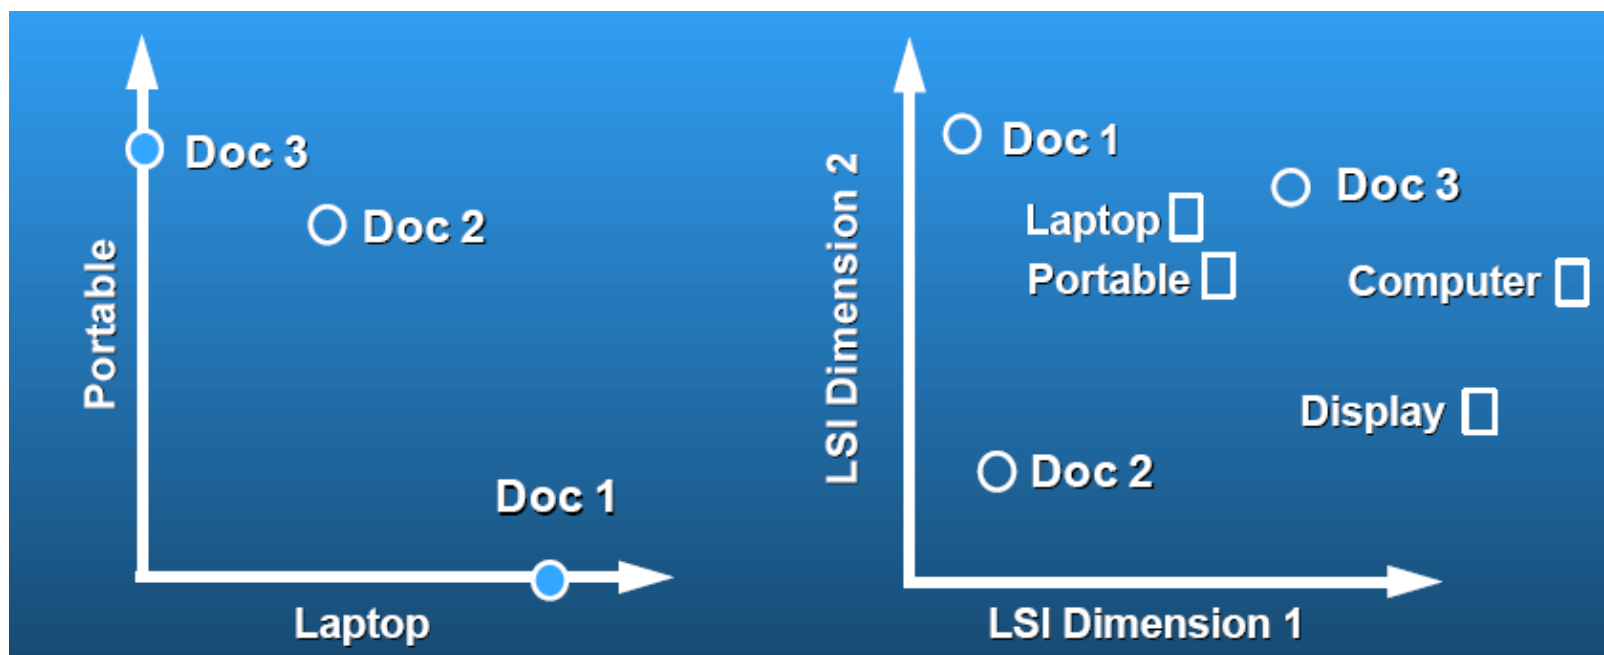 Portable
Doc 3
Doc 2
Doc 1
Laptop
LSI Dimension 2
Doc 1
Doc 3
Laptop
Portable
Computer
Display
Doc 2
LSI Dimension 1